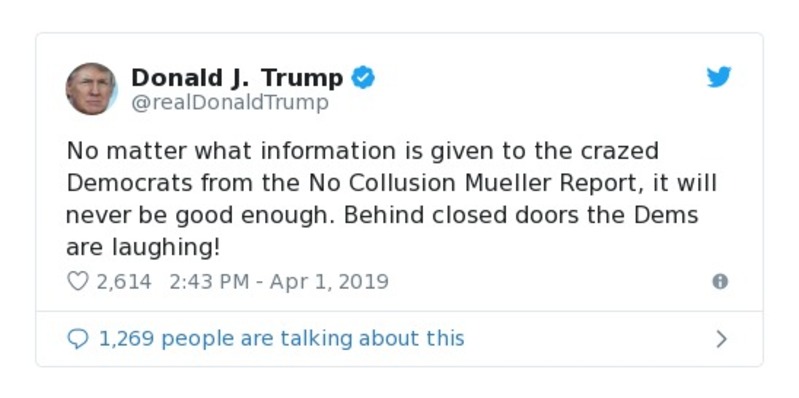 Donald J. Trump
@realDonaldTrump
No matter what information is given to the crazed
Democrats from the No Collusion Mueller Report, it will
never be good enough. Behind closed doors the Dems
are laughing!
2,614 2:43 PM - Apr 1, 2019
1,269 people are talking about this